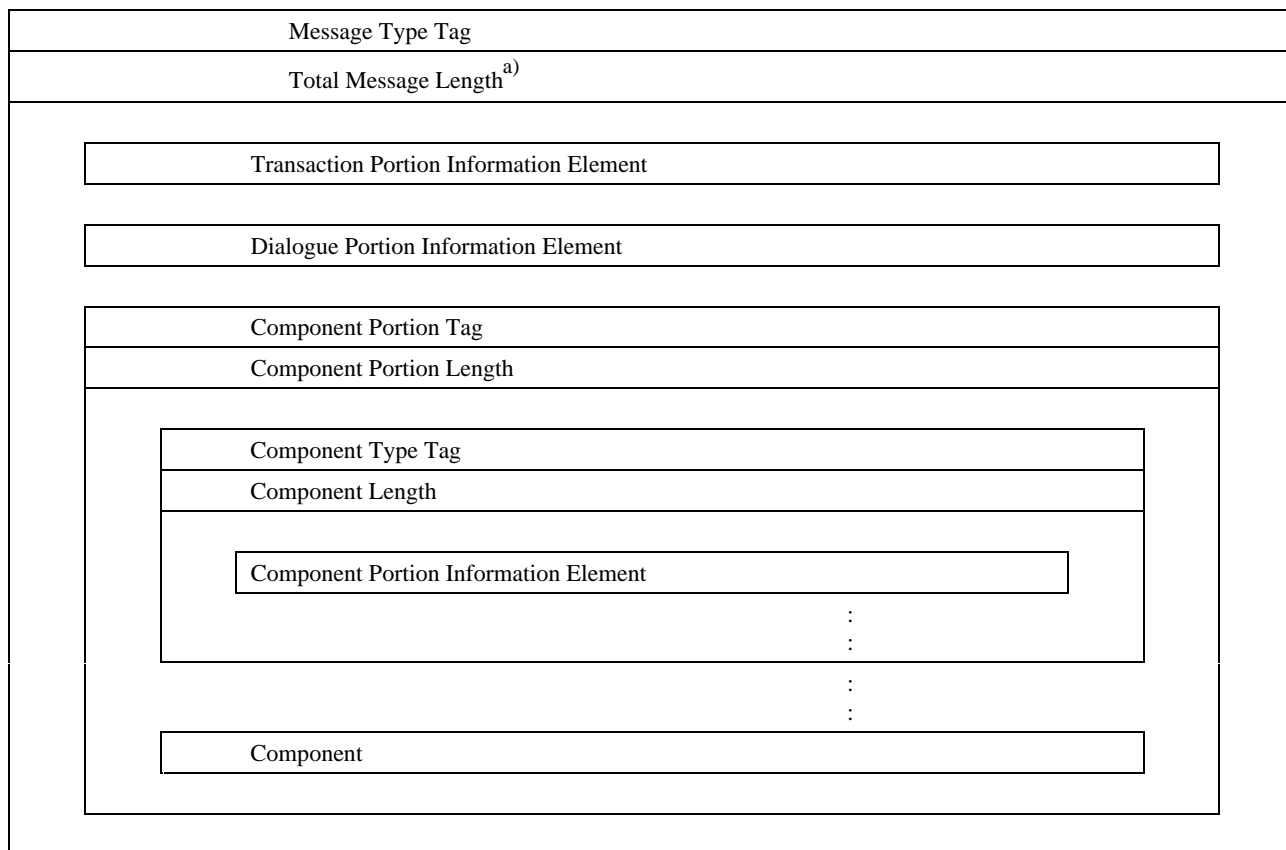 Message Type Tag
Total Message Length a)
Transaction Portion Information Element
Dialogue Portion Information Element
Component Portion Tag
Component Portion Length
Component Type Tag
Component Length
Component Portion Information Element
:
:
:
:
Component